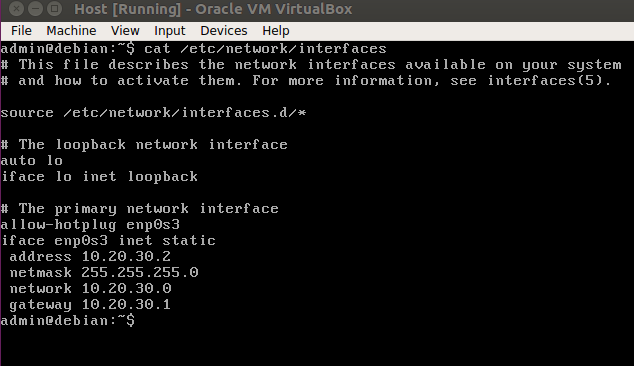 Host [Running] - Oracle VM VirtualBox
File Machine View Input Devices Help
admin@debian:~$ cat /etc/network/interfaces
# This file describes the network interfaces available on your system
# and how to activate them. For more information, see interfaces(5).
source /etc/network/interfaces.d/*
# The loopback network interface
auto lo
iface lo inet loopback
# The primary network interface
allow-hotplug enp0s3
iface enp0s3 inet static
address 10.20.30.2
netmask 255.255.255.0
network 10.20.30.0
gateway 10.20.30.1
admin@debian:~$